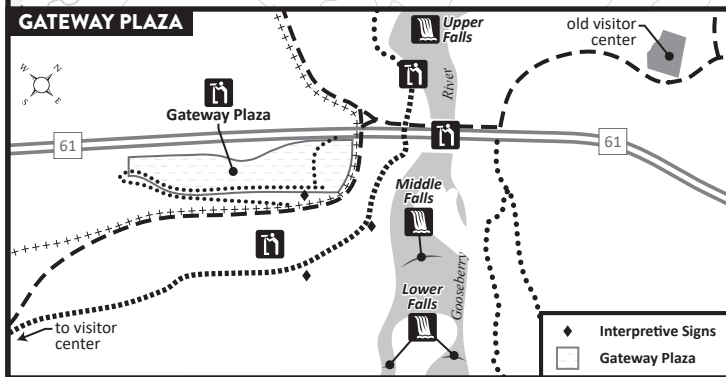 GATEWAY PLAZA
Upper
Falls
old visitor
center
W
N
S
E
River
Gateway Plaza
61
61
Middle
Falls
Gooseberry
Lower
Falls
to visitor
center
Interpretive Signs
Gateway Plaza